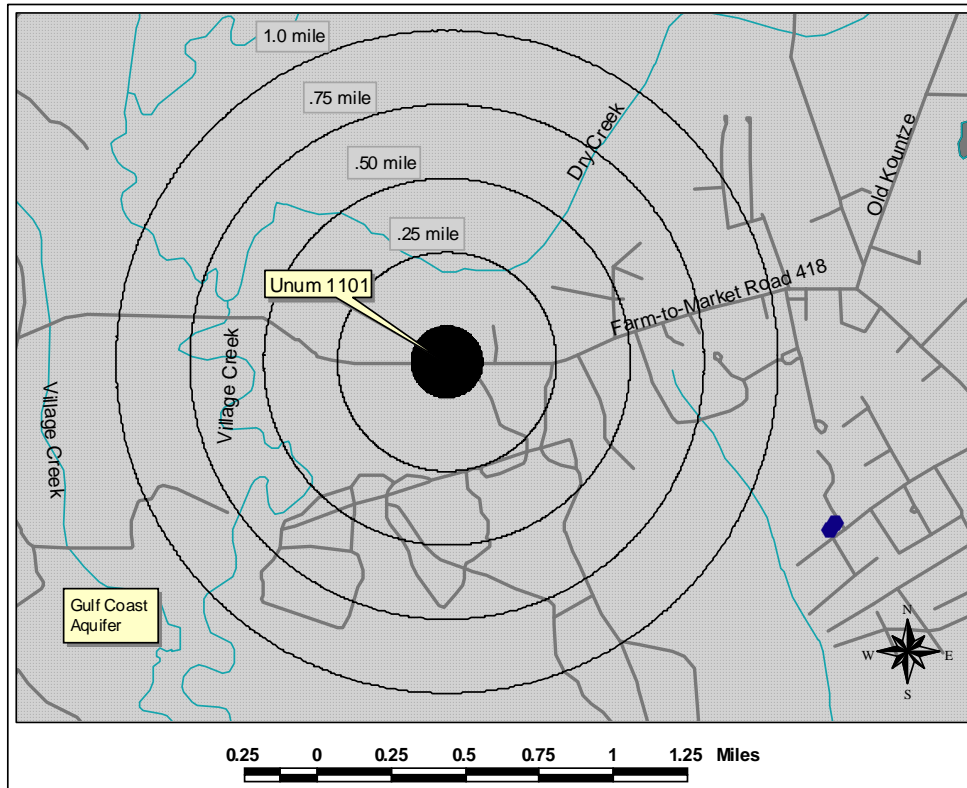 1.0 mile
.75 mile
.50 mile
.25 mile
Dry Creek
Old Kountze
Unum 1101
Farm-to-Market Road 418
Village Creek
Village Creek
Gulf Coast
Aquifer
N
W E
S
0.25 0 0.25 0.5 0.75 1 1.25 Miles